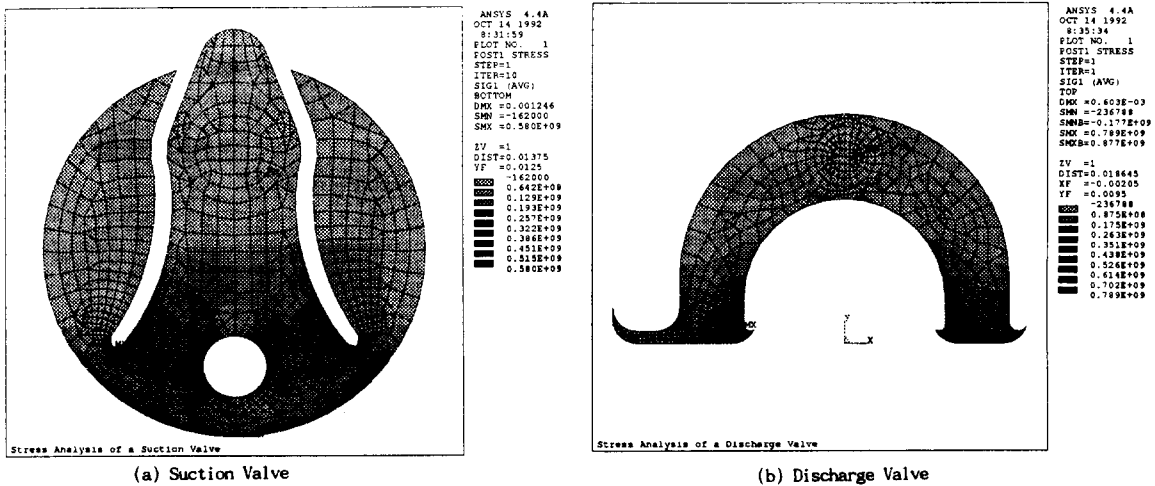 ANSYS 4.4A
OCT 14 1992
8:31:59
PLOT NO. 1
POST1 STRESS
STEP=1
ITER=10
SIG1 (AVG)
BOTTOM
DMX =0.001246
SMN =-162000
SMX =0.580E+09
ZV =1
DIST=0.01375
YF =0.0125
-162000
0.642E+08
0.129E+09
0.193E+09
0.257E+09
0.322E+09
0.386E+09
0.451E+09
0.515E+09
0.580E+09
Stress Analysis of a Suction Valve
(a) Suction Valve
ANSYS 4.4A
OCT 14 1992
8:35:34
PLOT NO. 1
POST1 STRESS
STEP=1
ITER=1
SIG1 (AVG)
TOP
DMX =0.603E-03
SMN =-236788
SMNB=-0.177E+09
SMX =0.789E+09
SMXB=0.877E+09
ZV =1
DIST=0.018645
XF =-0.00205
YF =0.0095
-236788
0.875E+08
0.175E+09
0.263E+09
0.351E+09
0.438E+09
0.526E+09
0.614E+09
0.702E+09
0.789E+09
MX
Y
X
Stress Analysis of a Discharge Valve
(b) Discharge Valve